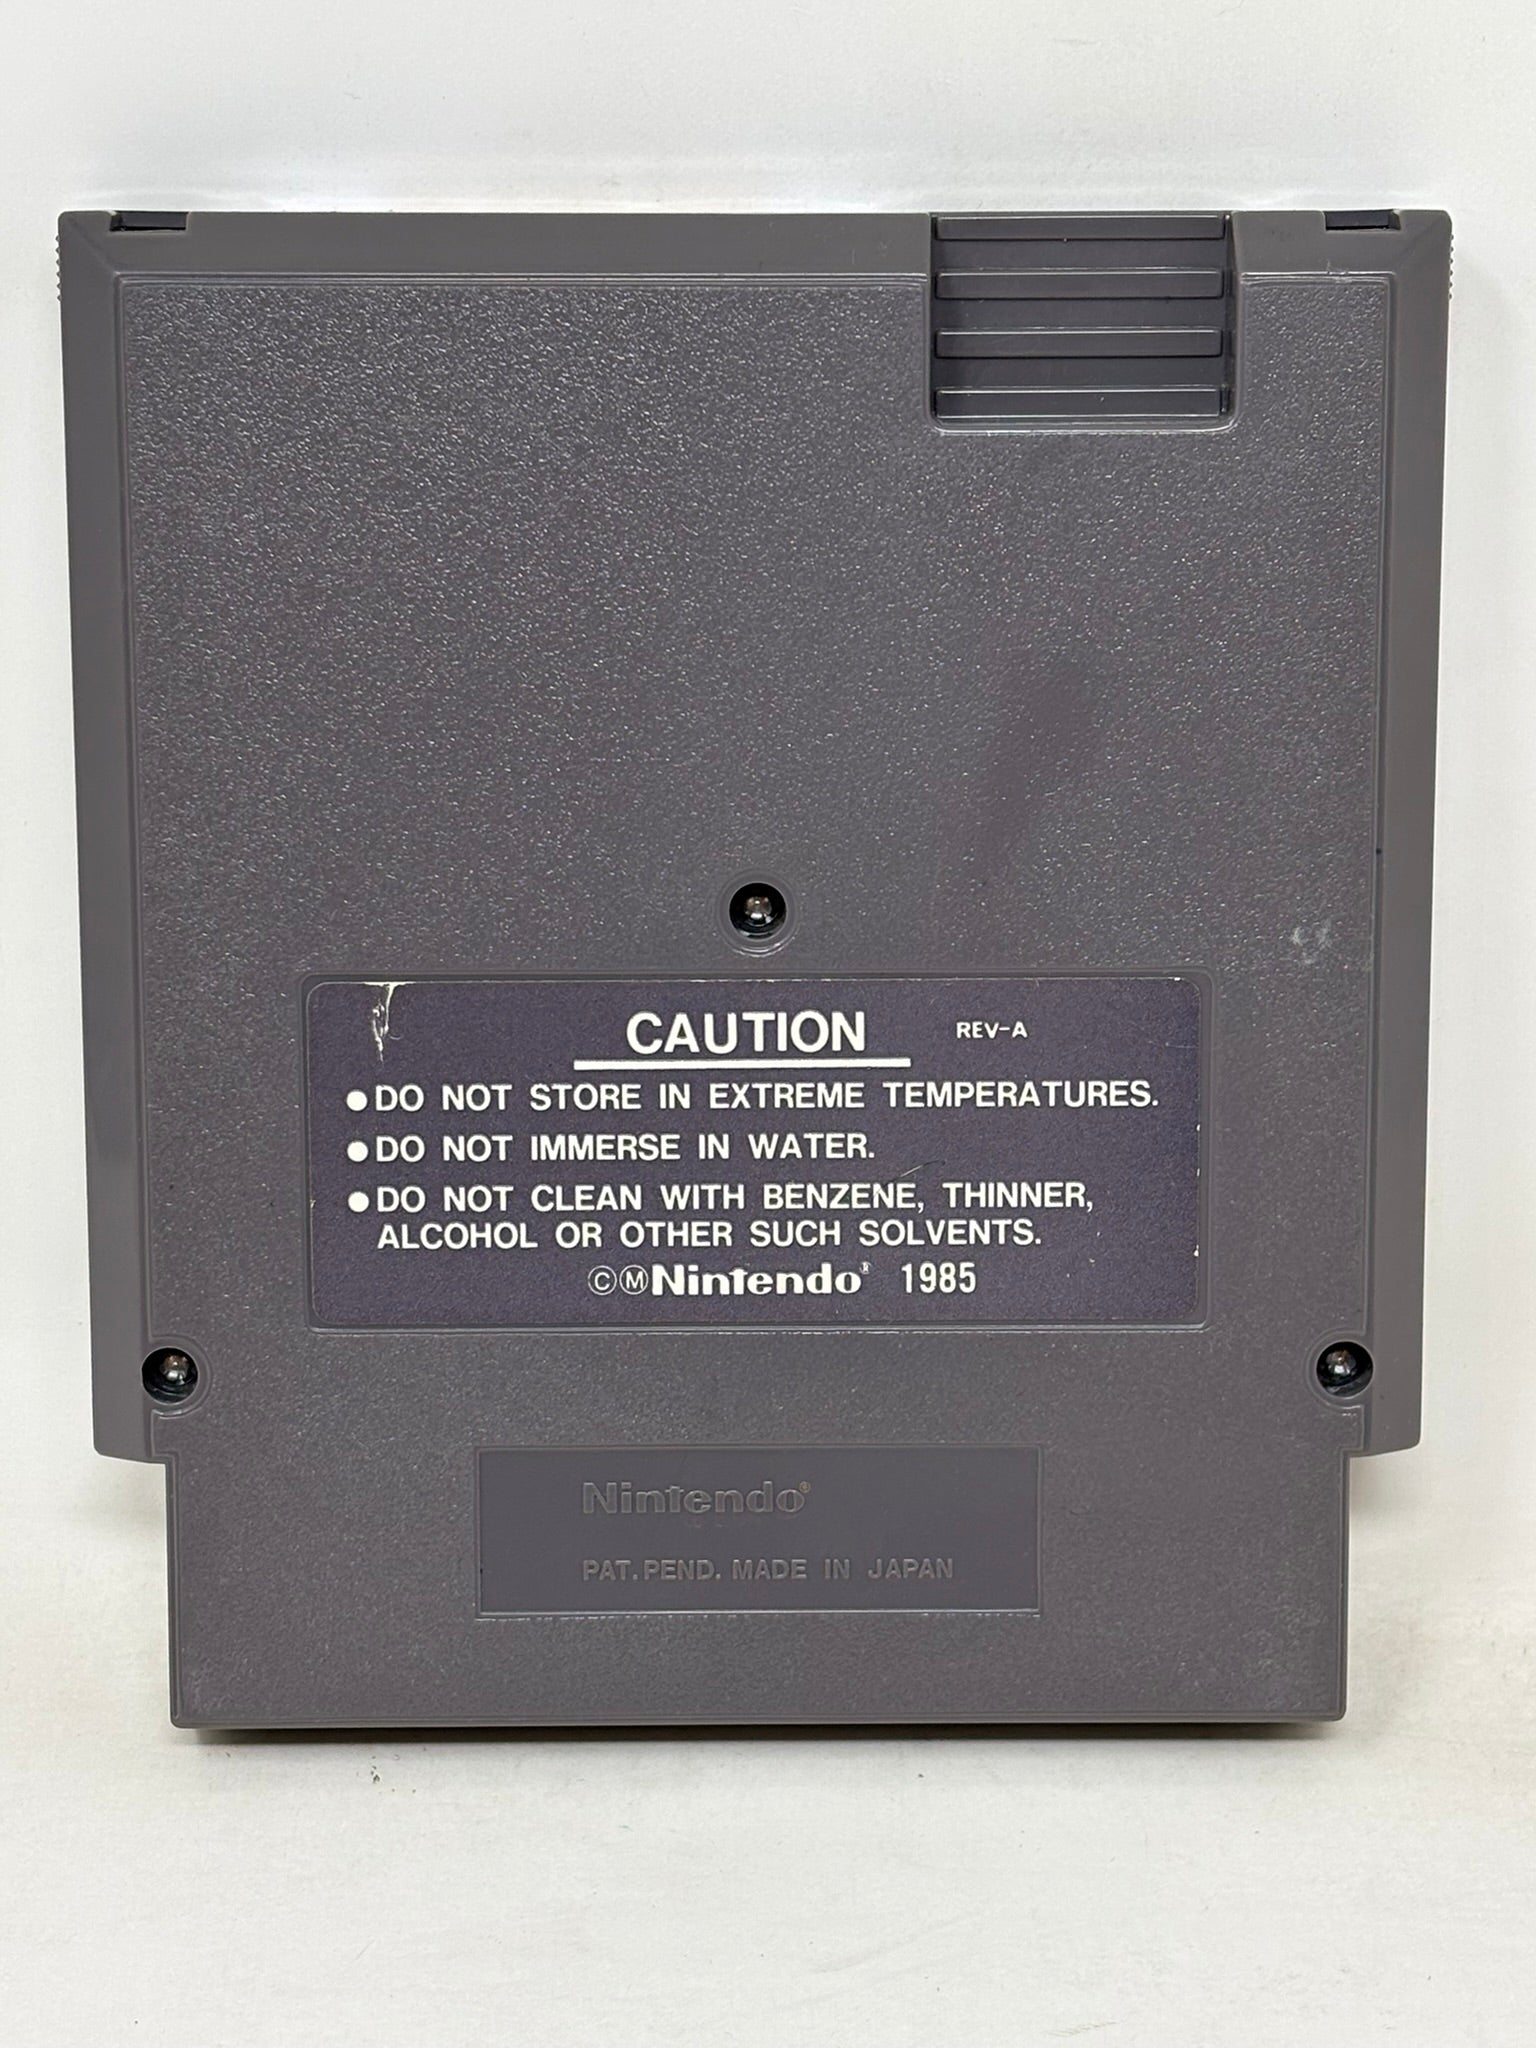 CAUTION REV-A
●DO NOT STORE IN EXTREME TEMPERATURES.
●DO NOT IMMERSE IN WATER.
●DO NOT CLEAN WITH BENZENE, THINNER,
ALCOHOL OR OTHER SUCH SOLVENTS.
©ⓂNintendo® 1985
Nintendo®
PAT. PEND. MADE IN JAPAN